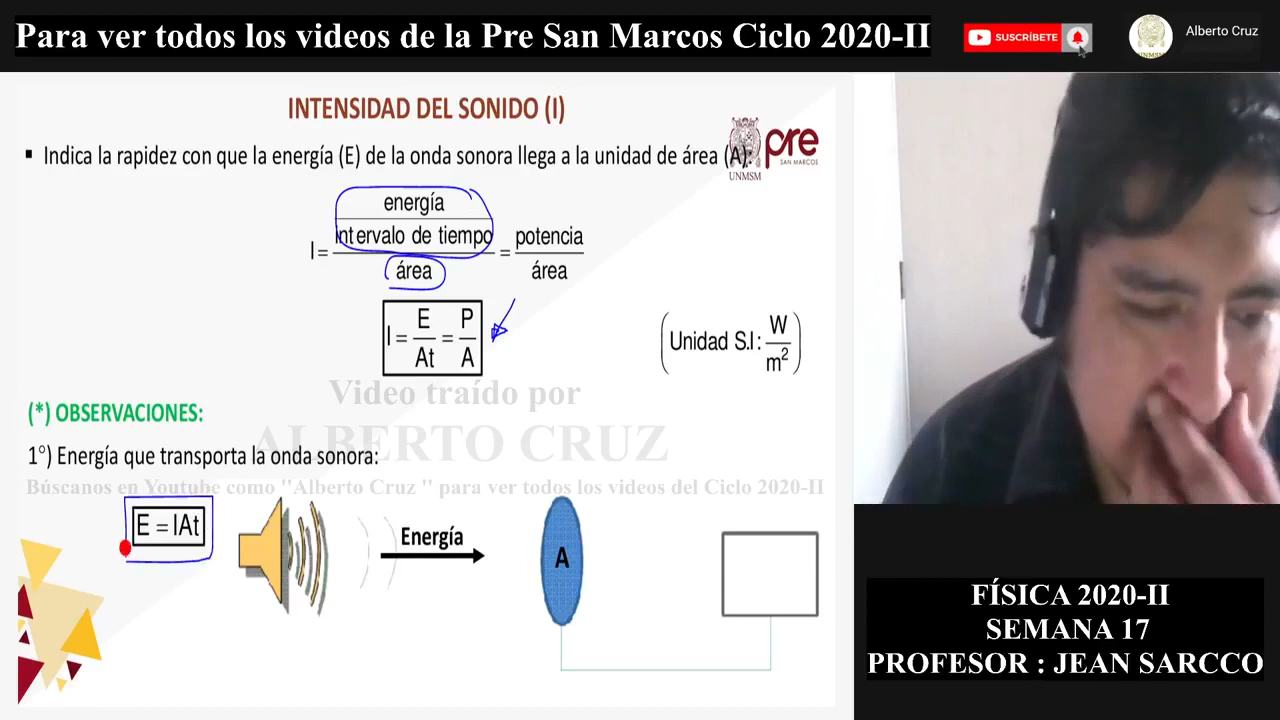 Para ver todos los videos de la Pre San Marcos Ciclo 2020-II
SUSCRÍBETE
Alberto Cruz
UNMSM
INTENSIDAD DEL SONIDO (I)
pre
SAN MARCOS
UNMSM
▪ Indica la rapidez con que la energía (E) de la onda sonora llega a la unidad de área (A).
I = energía / intervalo de tiempo / área = potencia / área
I = E / At = P / A
(Unidad S.I: W / m²)
Video traído por
(*) OBSERVACIONES:
ALBERTO CRUZ
1°) Energía que transporta la onda sonora:
Búscanos en Youtube como "Alberto Cruz " para ver todos los videos del Ciclo 2020-II
E = IAt
Energía
A
FÍSICA 2020-II
SEMANA 17
PROFESOR : JEAN SARCCO